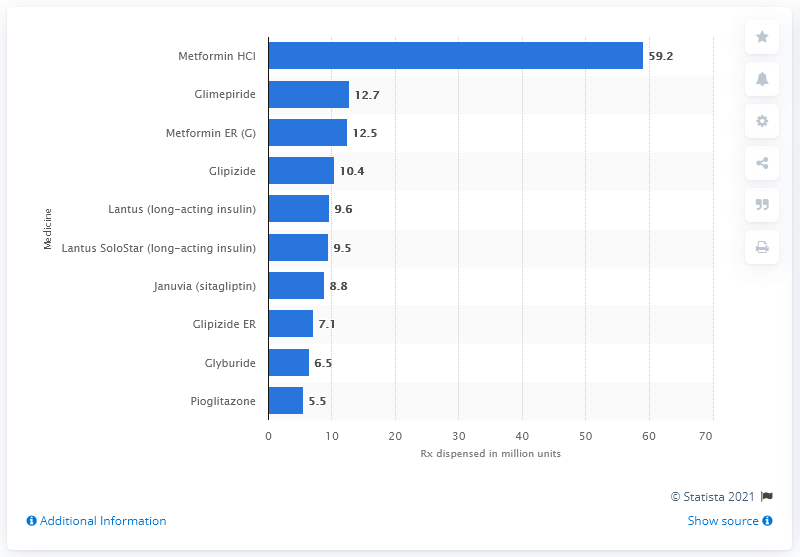 Metformin HCl 59.2
Glimepiride 12.7
Metformin ER (G) 12.5
Glipizide 10.4
Lantus (long-acting insulin) 9.6
Medicine
Lantus SoloStar (long-acting insulin) 9.5
Januvia (sitagliptin) 8.8
Glipizide ER 7.1
Glyburide 6.5
Pioglitazone 5.5
0 10 20 30 40 50 60 70
Rx dispensed in million units
© Statista 2021
Additional Information
Show source